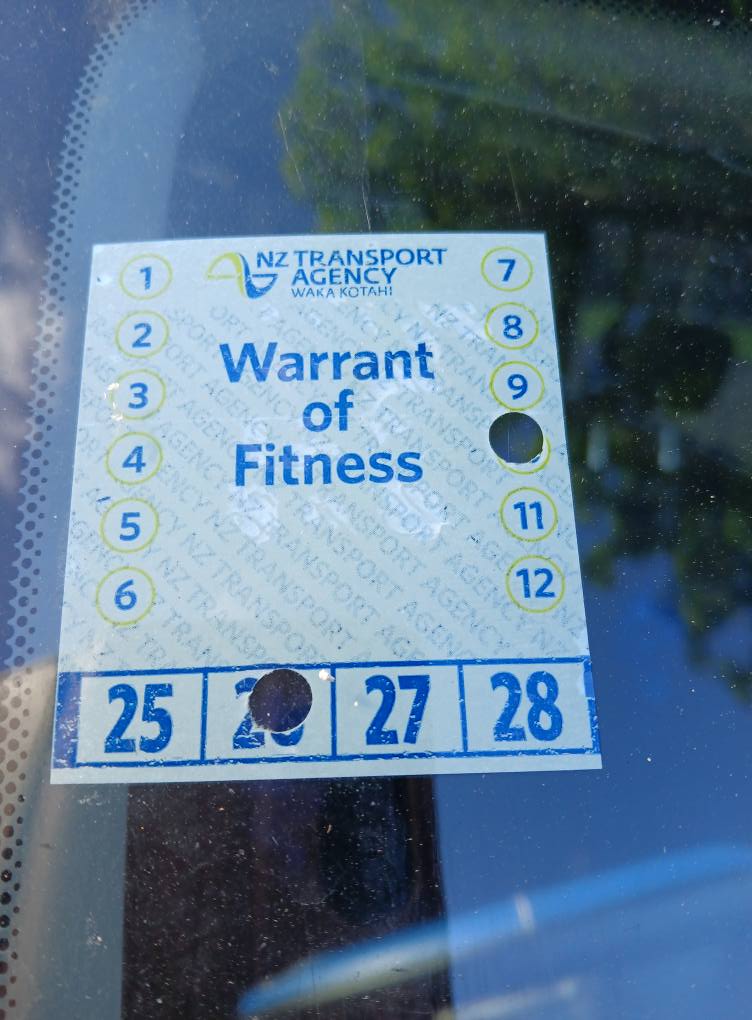 NZ TRANSPORT
AGENCY
WAKA KOTAHI
Warrant
of
Fitness
1
2
3
4
5
6
7
8
9
11
12
25
27
28